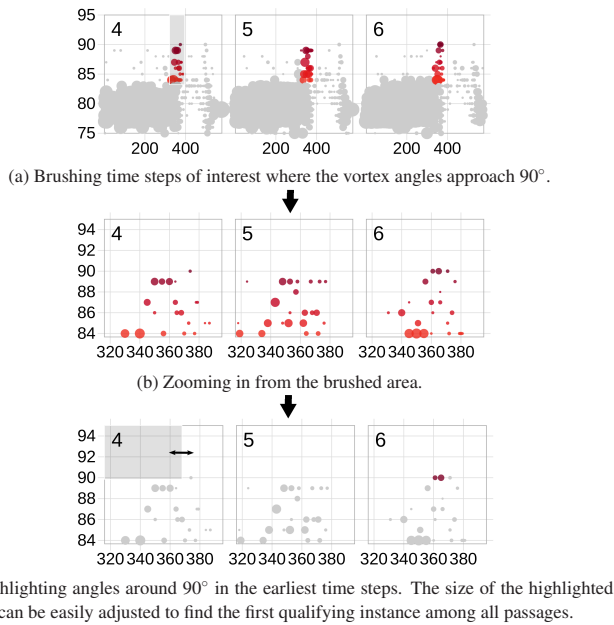 95
90
85
80
75
4
5
6
200 400
200 400
200 400
(a) Brushing time steps of interest where the vortex angles approach 90°.
94
92
90
88
86
84
4
5
6
320 340 360 380
320 340 360 380
320 340 360 380
(b) Zooming in from the brushed area.
94
92
90
88
86
84
4
5
6
320 340 360 380
320 340 360 380
320 340 360 380
hlighting angles around 90° in the earliest time steps. The size of the highlighted
can be easily adjusted to find the first qualifying instance among all passages.